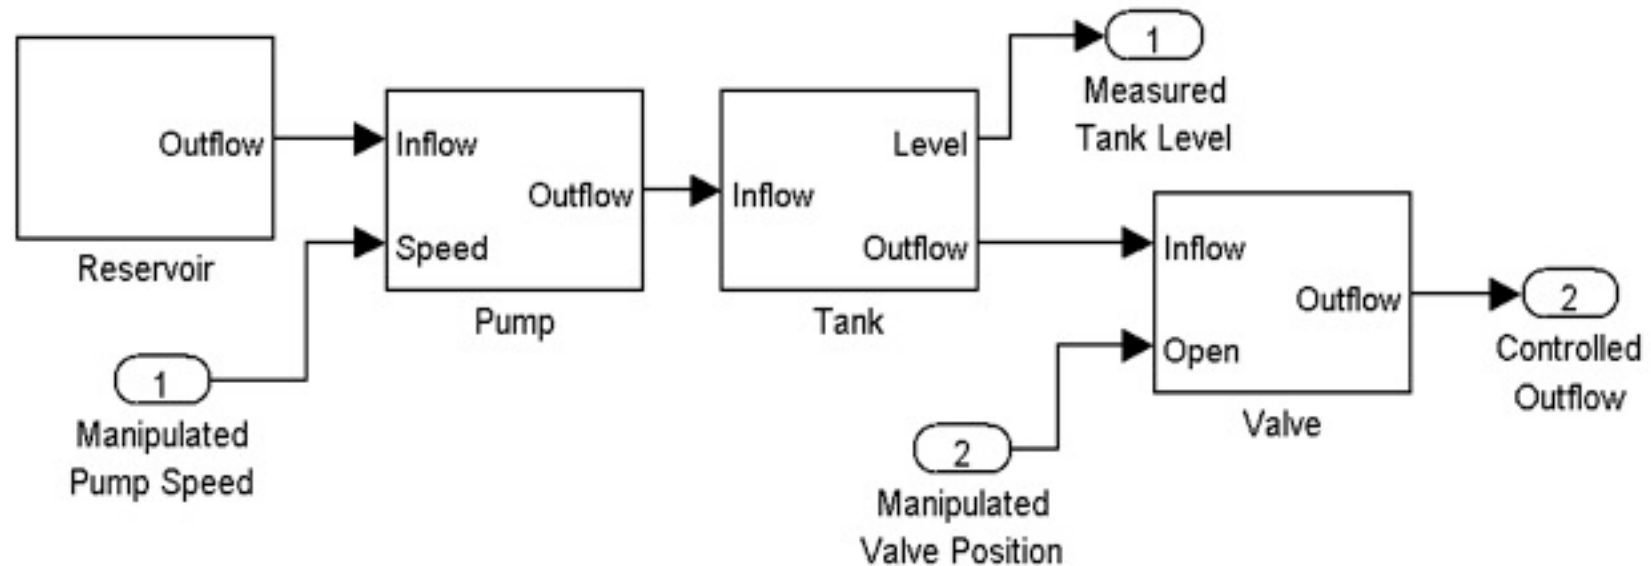 Outflow
Reservoir
1
Manipulated
Pump Speed
Inflow
Speed
Outflow
Pump
Inflow
Level
Outflow
Tank
1
Measured
Tank Level
2
Manipulated
Valve Position
Inflow
Open
Outflow
Valve
2
Controlled
Outflow